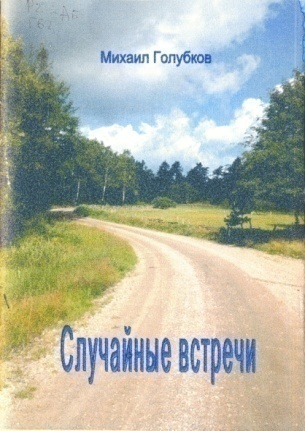 Михаил Голубков
Случайные встречи